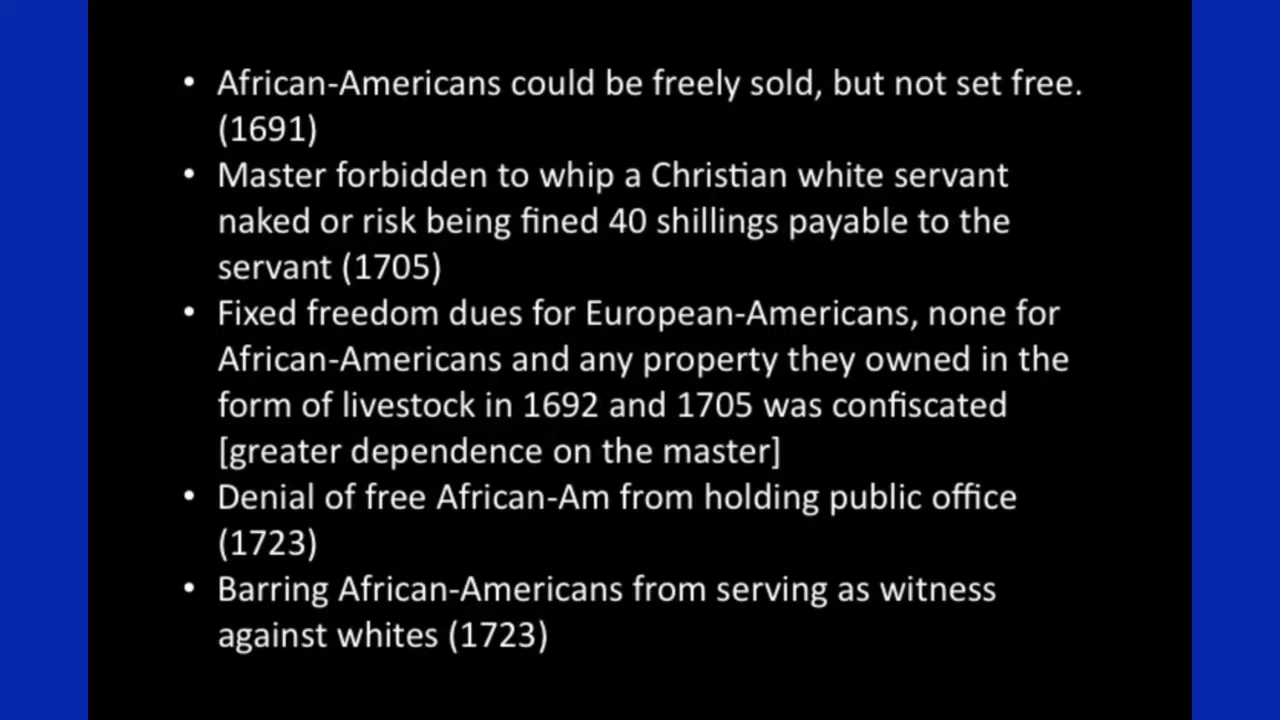 • African-Americans could be freely sold, but not set free.
(1691)
• Master forbidden to whip a Christian white servant
naked or risk being fined 40 shillings payable to the
servant (1705)
• Fixed freedom dues for European-Americans, none for
African-Americans and any property they owned in the
form of livestock in 1692 and 1705 was confiscated
[greater dependence on the master]
• Denial of free African-Am from holding public office
(1723)
• Barring African-Americans from serving as witness
against whites (1723)